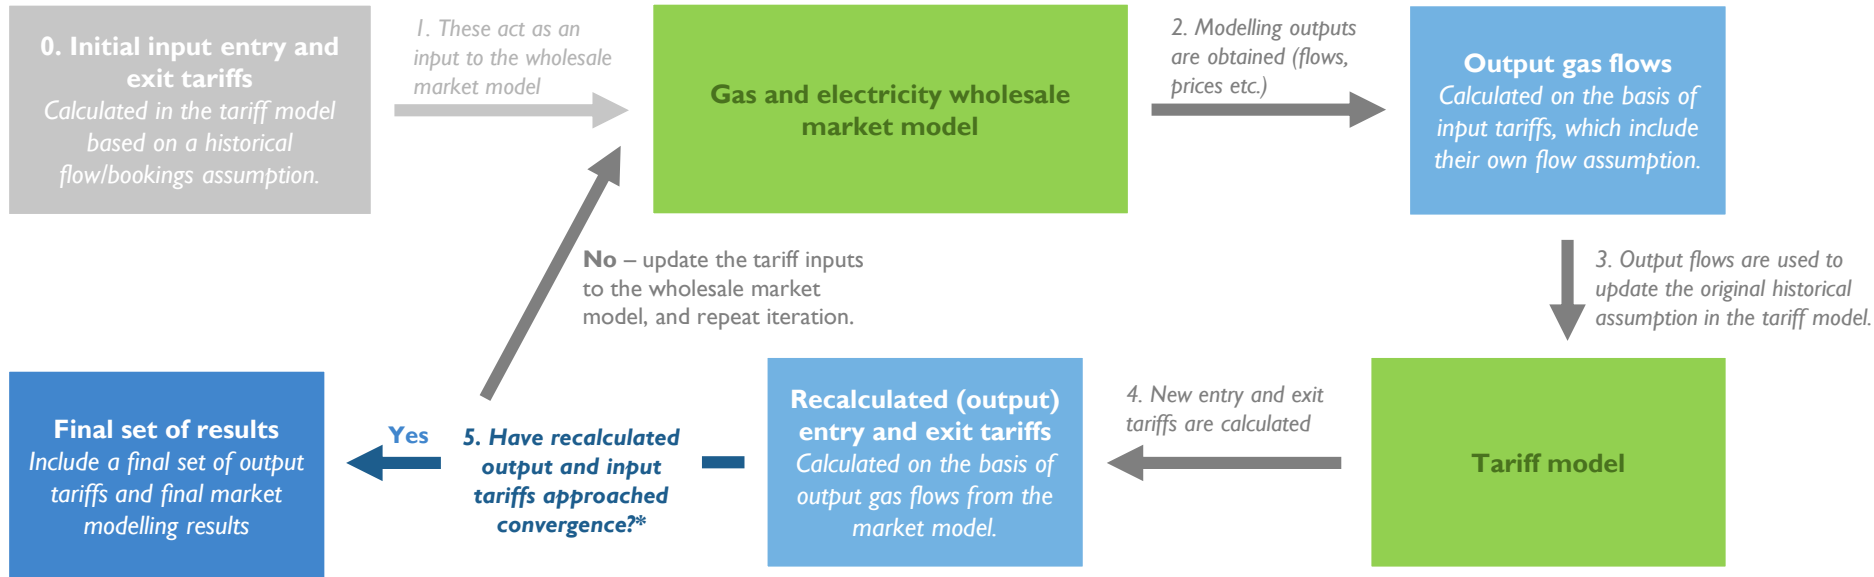 0. Initial input entry and
exit tariffs
Calculated in the tariff model
based on a historical
flow/bookings assumption.
1. These act as an
input to the wholesale
market model
Gas and electricity wholesale
market model
2. Modelling outputs
are obtained (flows,
prices etc.)
Output gas flows
Calculated on the basis of
input tariffs, which include
their own flow assumption.
3. Output flows are used to
update the original historical
assumption in the tariff model.
Tariff model
4. New entry and exit
tariffs are calculated
Recalculated (output)
entry and exit tariffs
Calculated on the basis of
output gas flows from the
market model.
5. Have recalculated
output and input
tariffs approached
convergence?*
No – update the tariff inputs
to the wholesale market
model, and repeat iteration.
Yes
Final set of results
Include a final set of output
tariffs and final market
modelling results